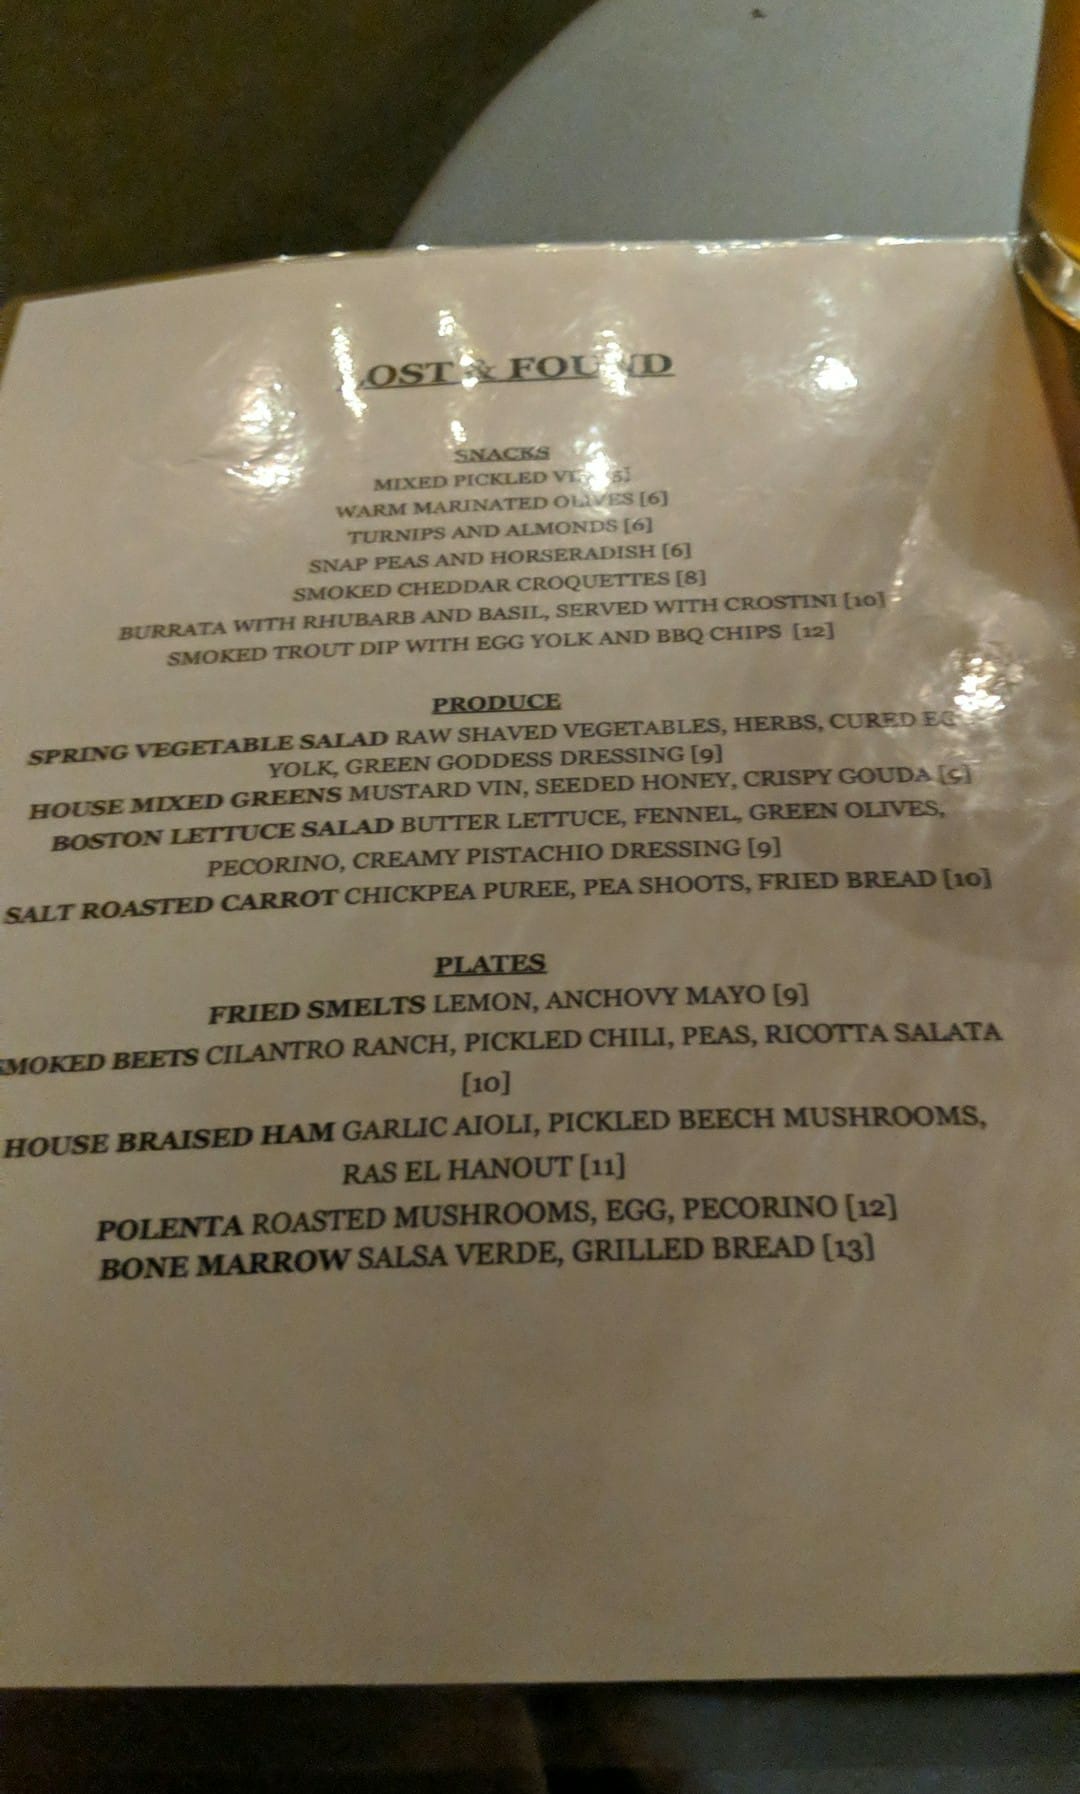 LOST & FOUND
SNACKS
MIXED PICKLED
WARM MARINATED OLIVES [6]
TURNIPS AND ALMONDS [6]
SNAP PEAS AND HORSERADISH [6]
SMOKED CHEDDAR CROQUETTES [8]
BURRATA WITH RHUBARB AND BASIL, SERVED WITH CROSTINI [10]
SMOKED TROUT DIP WITH EGG YOLK AND BBQ CHIPS [12]
PRODUCE
SPRING VEGETABLE SALAD RAW SHAVED VEGETABLES, HERBS, CURED EGG
YOLK, GREEN GODDESS DRESSING [9]
HOUSE MIXED GREENS MUSTARD VIN, SEEDED HONEY, CRISPY GOUDA
BOSTON LETTUCE SALAD BUTTER LETTUCE, FENNEL, GREEN OLIVES,
PECORINO, CREAMY PISTACHIO DRESSING [9]
SALT ROASTED CARROT CHICKPEA PUREE, PEA SHOOTS, FRIED BREAD [10]
PLATES
FRIED SMELTS LEMON, ANCHOVY MAYO [9]
SMOKED BEETS CILANTRO RANCH, PICKLED CHILI, PEAS, RICOTTA SALATA
[10]
HOUSE BRAISED HAM GARLIC AIOLI, PICKLED BEECH MUSHROOMS,
RAS EL HANOUT [11]
POLENTA ROASTED MUSHROOMS, EGG, PECORINO [12]
BONE MARROW SALSA VERDE, GRILLED BREAD [13]